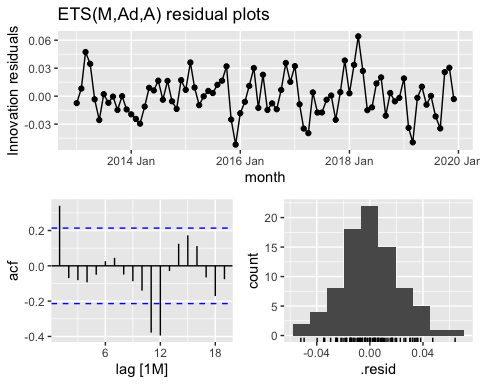 ETS(M,Ad,A) residual plots
Innovation residuals
0.06
0.03
0.00
-0.03
2014 Jan
2016 Jan
2018 Jan
2020 Jan
month
acf
0.2
0.0
-0.2
-0.4
6
12
18
lag [1M]
count
20
15
10
5
0
-0.04
0.00
0.04
.resid